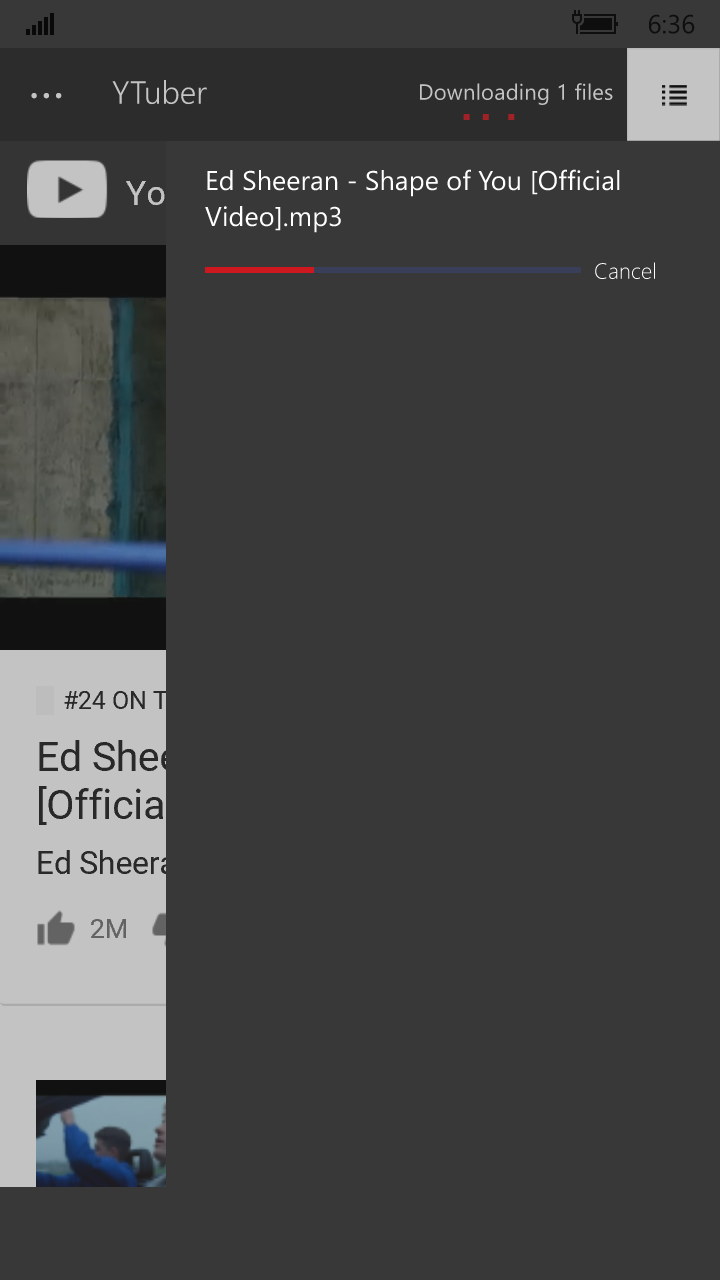 6:36
... YTuber
Downloading 1 files
Yo
Ed Sheeran - Shape of You [Official
Video].mp3
Cancel
#24 ON T
Ed Shee
[Officia
Ed Sheera
2M